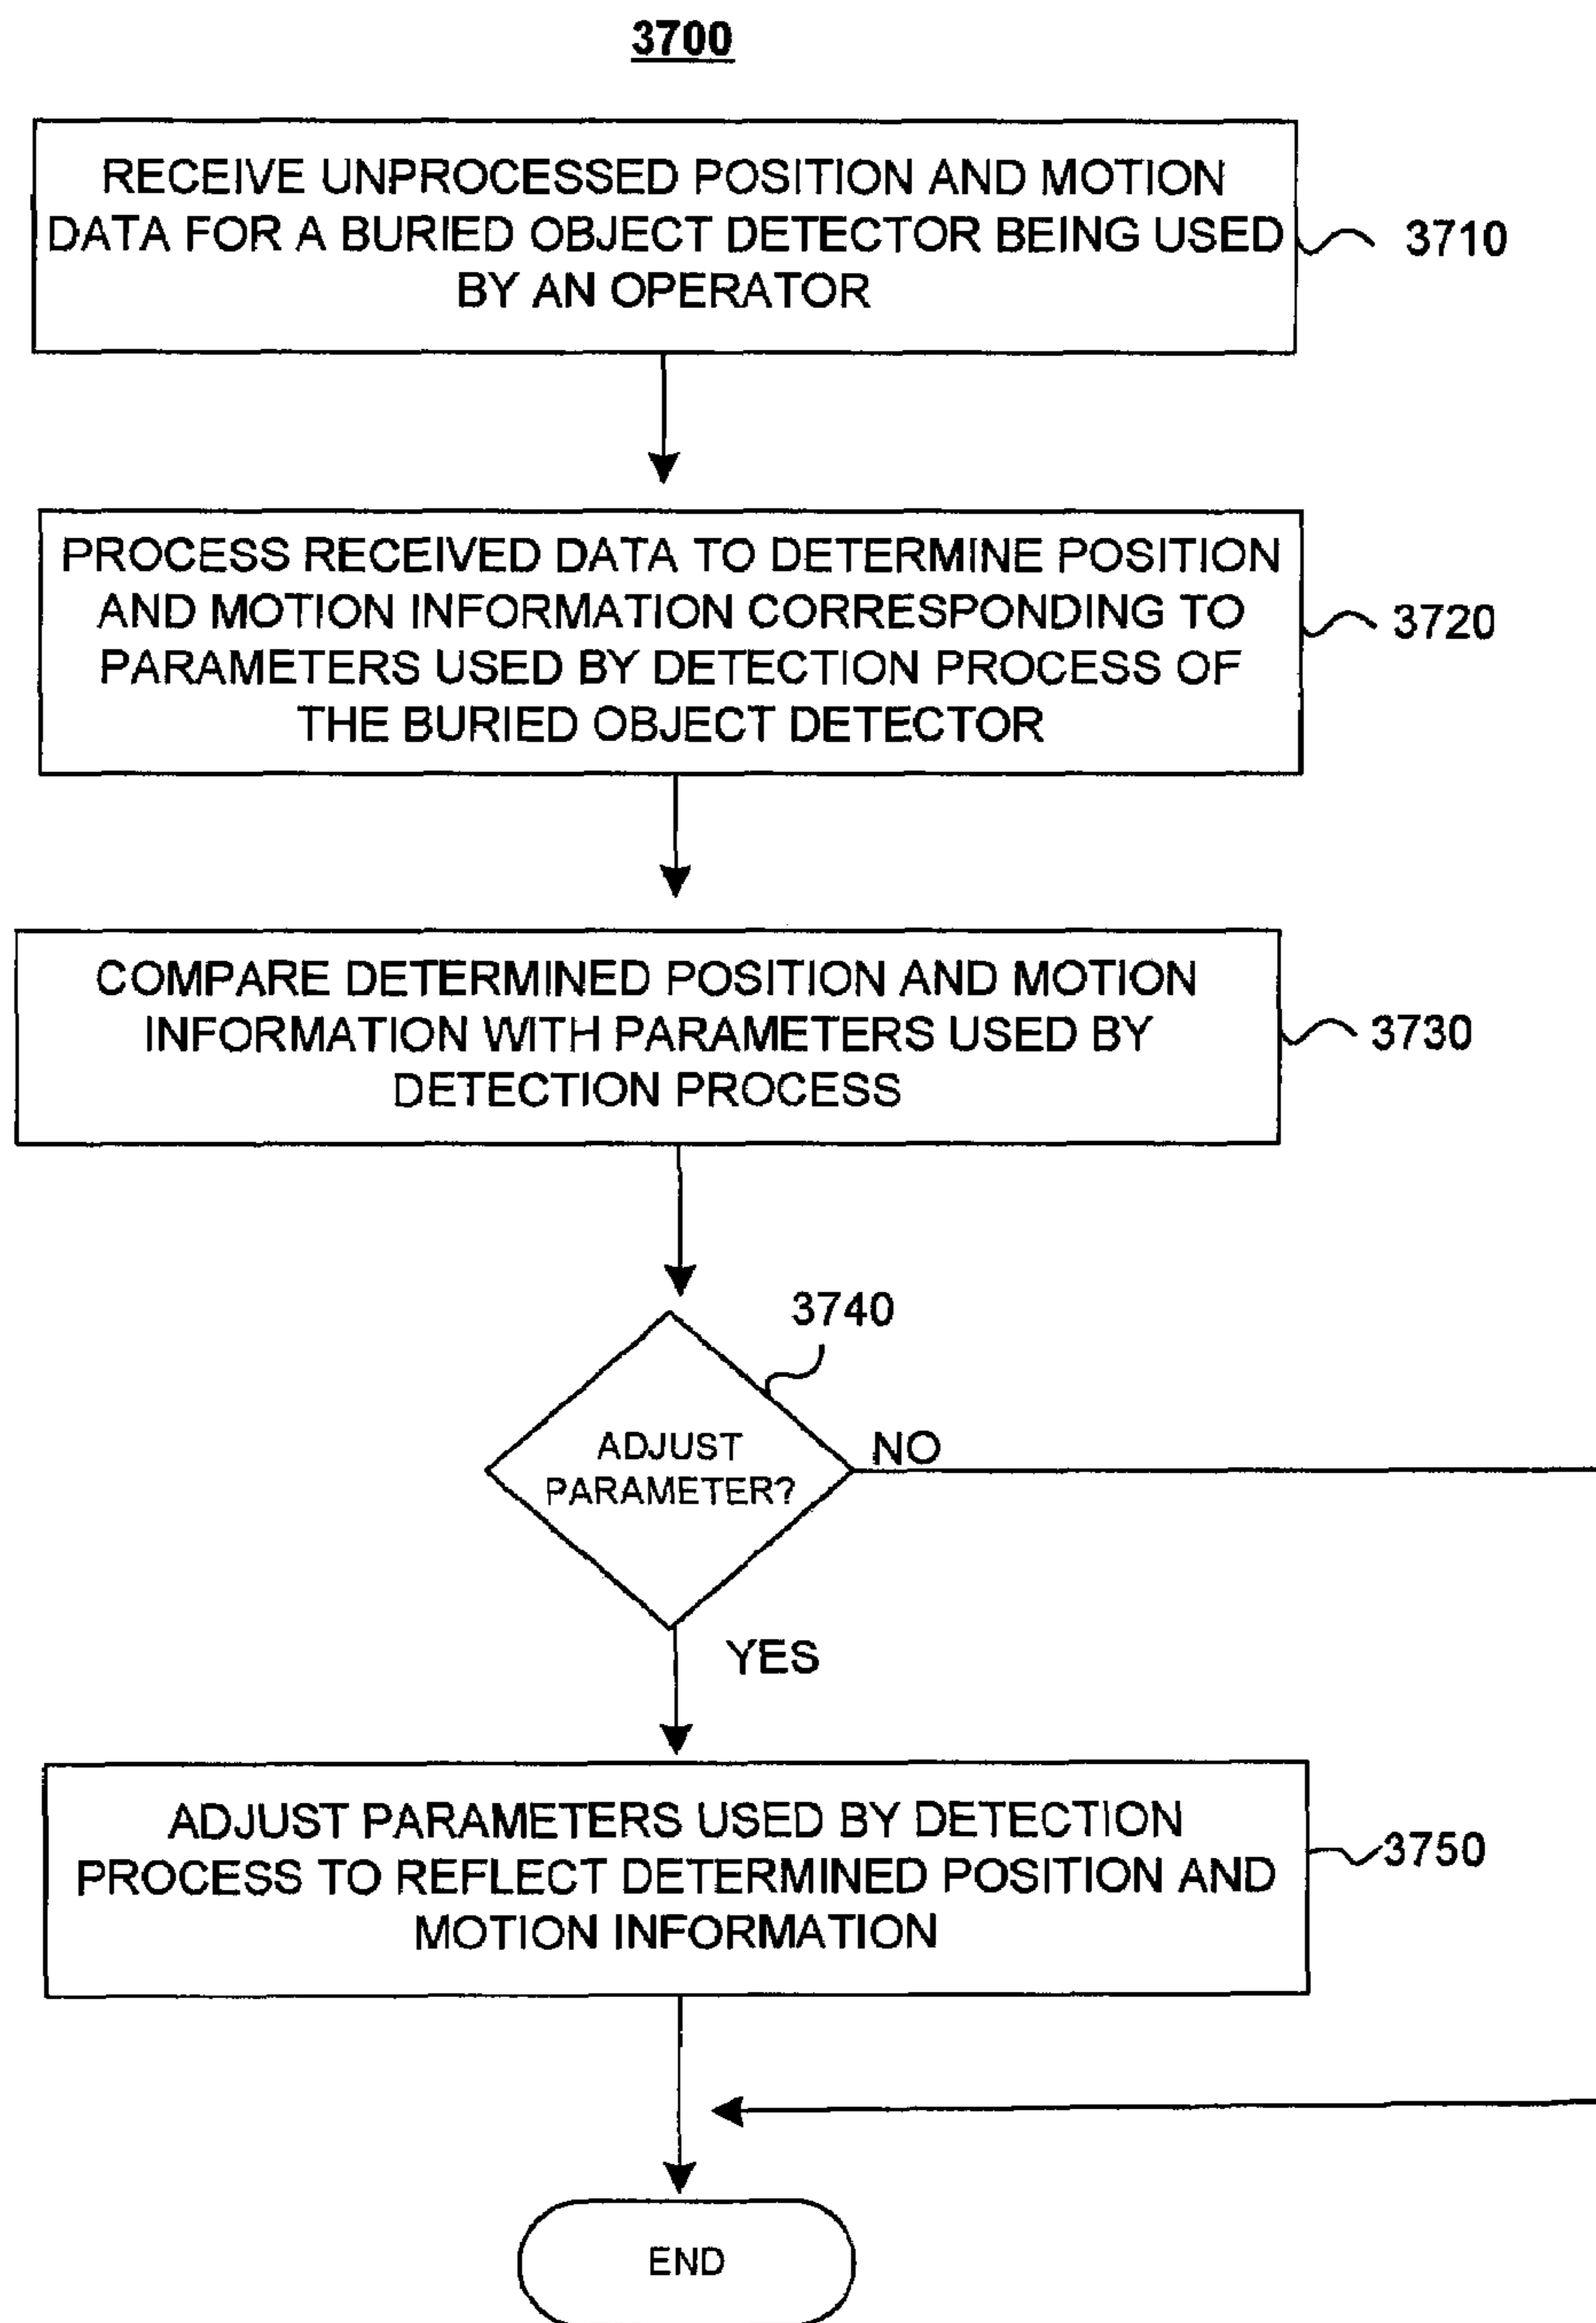 3700
RECEIVE UNPROCESSED POSITION AND MOTION
DATA FOR A BURIED OBJECT DETECTOR BEING USED
BY AN OPERATOR
3710
PROCESS RECEIVED DATA TO DETERMINE POSITION
AND MOTION INFORMATION CORRESPONDING TO
PARAMETERS USED BY DETECTION PROCESS OF
THE BURIED OBJECT DETECTOR
3720
COMPARE DETERMINED POSITION AND MOTION
INFORMATION WITH PARAMETERS USED BY
DETECTION PROCESS
3730
3740
ADJUST
PARAMETER?
NO
YES
ADJUST PARAMETERS USED BY DETECTION
PROCESS TO REFLECT DETERMINED POSITION AND
MOTION INFORMATION
3750
END